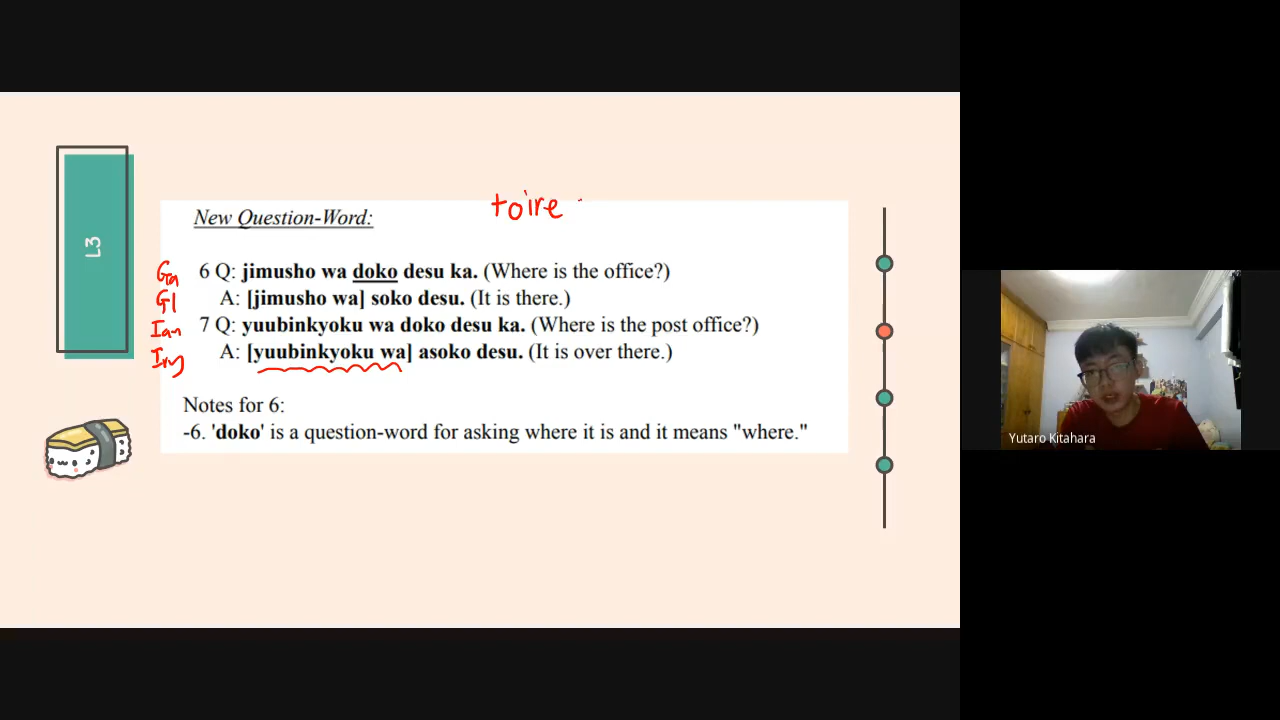 L3
toire
New Question-Word:
Ga 6 Q: jimusho wa doko desu ka. (Where is the office?)
Gl A: [jimusho wa] soko desu. (It is there.)
Ian 7 Q: yuubinkyoku wa doko desu ka. (Where is the post office?)
Iry A: [yuubinkyoku wa] asoko desu. (It is over there.)
Notes for 6:
-6. 'doko' is a question-word for asking where it is and it means "where."
Yutaro Kitahara